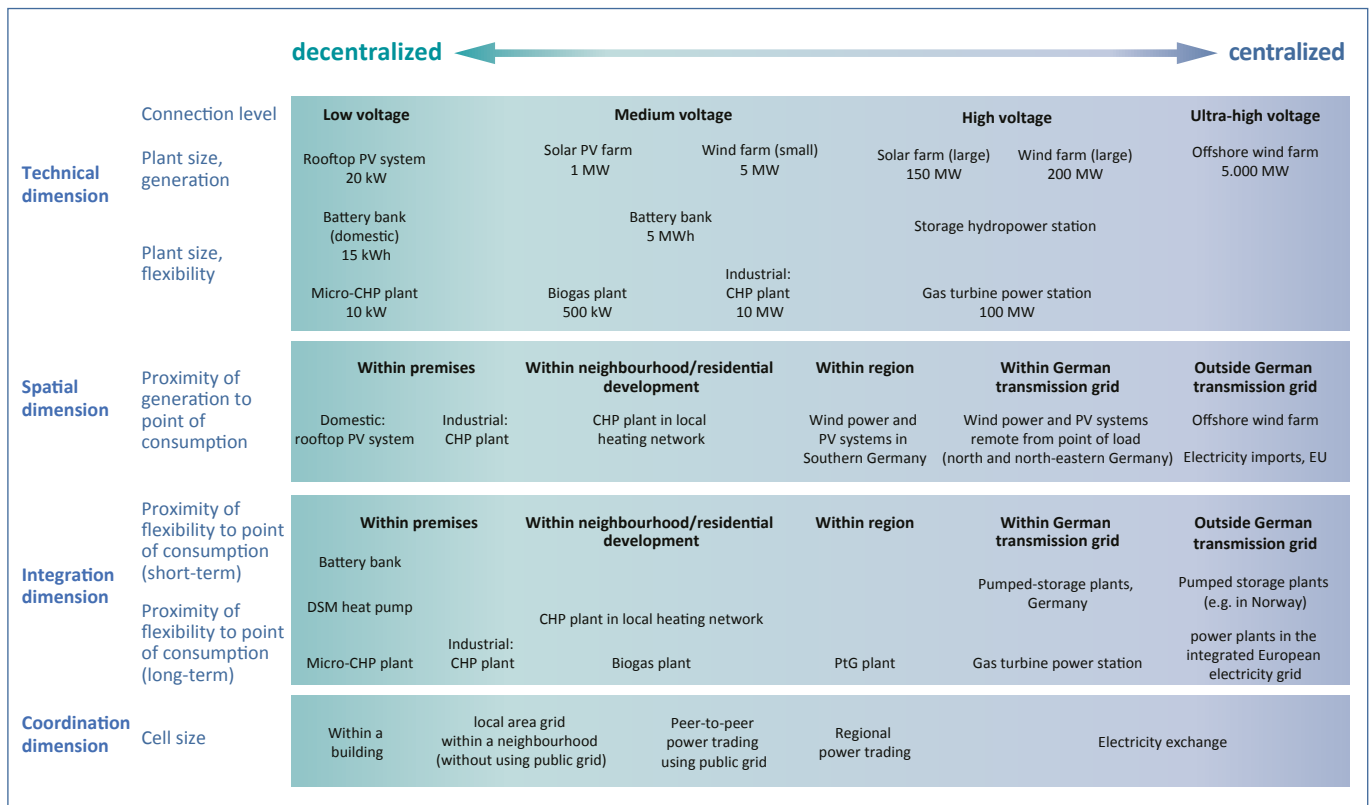 decentralized
centralized
Technical
dimension
Connection level
Low voltage
Medium voltage
High voltage
Ultra-high voltage
Plant size,
generation
Rooftop PV system
20 kW
Solar PV farm
1 MW
Wind farm (small)
5 MW
Solar farm (large)
150 MW
Wind farm (large)
200 MW
Offshore wind farm
5.000 MW
Plant size,
flexibility
Battery bank
(domestic)
15 kWh
Battery bank
5 MWh
Storage hydropower station
Micro-CHP plant
10 kW
Biogas plant
500 kW
Industrial:
CHP plant
10 MW
Gas turbine power station
100 MW
Spatial
dimension
Proximity of
generation to
point of
consumption
Within premises
Within neighbourhood/residential
development
Within region
Within German
transmission grid
Outside German
transmission grid
Domestic:
rooftop PV system
Industrial:
CHP plant
CHP plant in local
heating network
Wind power and
PV systems in
Southern Germany
Wind power and PV systems
remote from point of load
(north and north-eastern Germany)
Offshore wind farm
Electricity imports, EU
Integration
dimension
Proximity of
flexibility to point
of consumption
(short-term)
Within premises
Within neighbourhood/residential
development
Within region
Within German
transmission grid
Outside German
transmission grid
Battery bank
DSM heat pump
Pumped-storage plants,
Germany
Pumped storage plants
(e.g. in Norway)
Proximity of
flexibility to point
of consumption
(long-term)
CHP plant in local heating network
Micro-CHP plant
Industrial:
CHP plant
Biogas plant
PtG plant
Gas turbine power station
power plants in the
integrated European
electricity grid
Coordination
dimension
Cell size
Within a
building
local area grid
within a neighbourhood
(without using public grid)
Peer-to-peer
power trading
using public grid
Regional
power trading
Electricity exchange